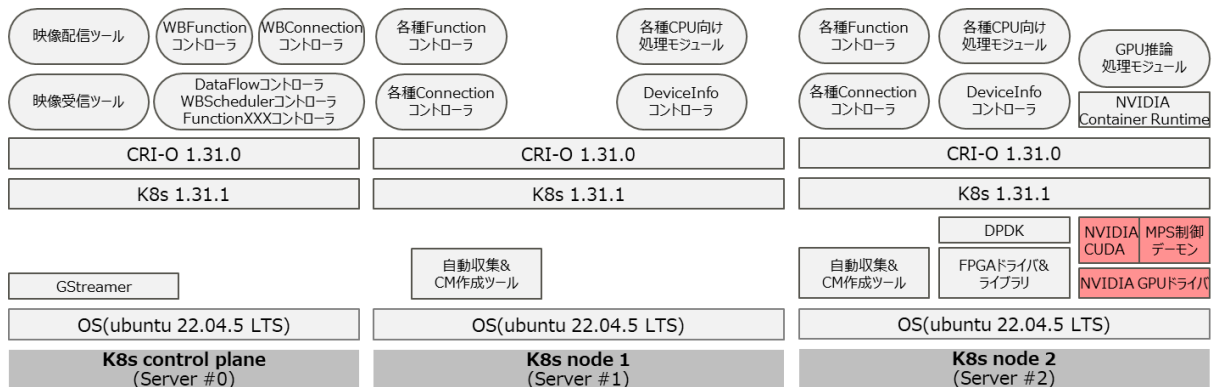 映像配信ツール
WBFunction
コントローラ
WBConnection
コントローラ
映像受信ツール
DataFlowコントローラ
WBSchedulerコントローラ
FunctionXXXコントローラ
CRI-O 1.31.0
K8s 1.31.1
GStreamer
OS(ubuntu 22.04.5 LTS)
K8s control plane
(Server #0)
各種Function
コントローラ
各種CPU向け
処理モジュール
各種Connection
コントローラ
DeviceInfo
コントローラ
CRI-O 1.31.0
K8s 1.31.1
自動収集&
CM作成ツール
OS(ubuntu 22.04.5 LTS)
K8s node 1
(Server #1)
各種Function
コントローラ
各種CPU向け
処理モジュール
GPU推論
処理モジュール
各種Connection
コントローラ
DeviceInfo
コントローラ
NVIDIA
Container Runtime
CRI-O 1.31.0
K8s 1.31.1
DPDK
NVIDIA
CUDA
MPS制御
デーモン
自動収集&
CM作成ツール
FPGAドライバ&
ライブラリ
NVIDIA GPUドライバ
OS(ubuntu 22.04.5 LTS)
K8s node 2
(Server #2)